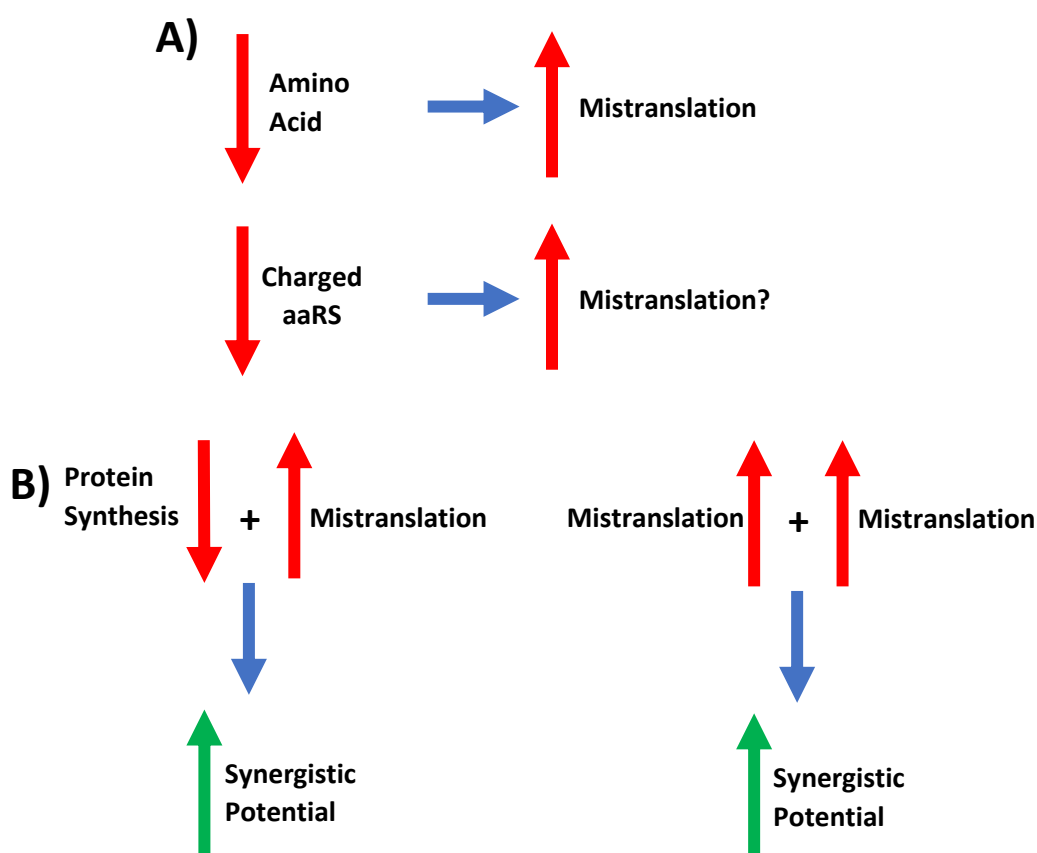 A)
Amino
Acid
Mistranslation
Charged
aaRS
Mistranslation?
B)
Protein
Synthesis
+
Mistranslation
Mistranslation
+
Mistranslation
Synergistic
Potential
Synergistic
Potential